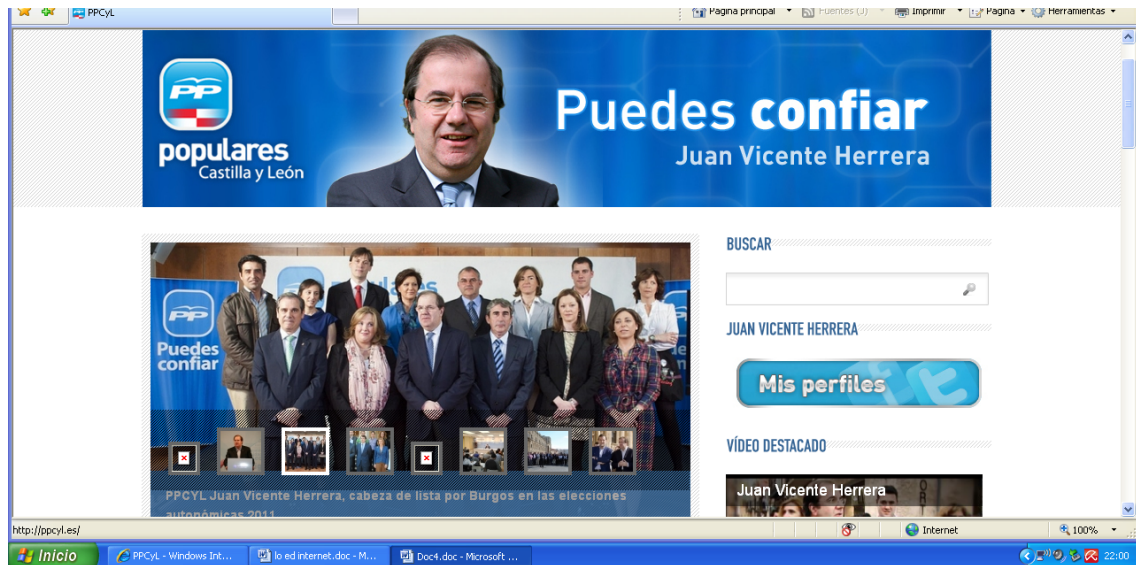 PPCyL
Página principal
Fuentes (J)
Imprimir
Página
Herramientas
PP
populares
Castilla y León
Puedes confiar
Juan Vicente Herrera
BUSCAR
PP
Puedes
confiar
JUAN VICENTE HERRERA
Mis perfiles
VÍDEO DESTACADO
Juan Vicente Herrera
PPCYL Juan Vicente Herrera, cabeza de lista por Burgos en las elecciones
autonómicas 2011
http://ppcyl.es/
Internet
100%
Inicio
PPCyL - Windows Int...
lo ed internet.doc - M...
Doc4.doc - Microsoft ...
22:00